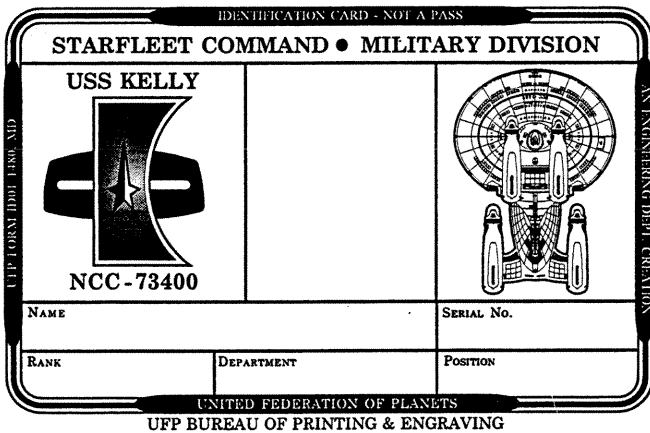 IDENTIFICATION CARD - NOT A PASS
STARFLEET COMMAND ● MILITARY DIVISION
USS KELLY
NCC-73400
UFP FORM ID01 1480, MD
AN ENGINEERING DEPT. CREATION
NAME
SERIAL NO.
RANK
DEPARTMENT
POSITION
UNITED FEDERATION OF PLANETS
UFP BUREAU OF PRINTING & ENGRAVING